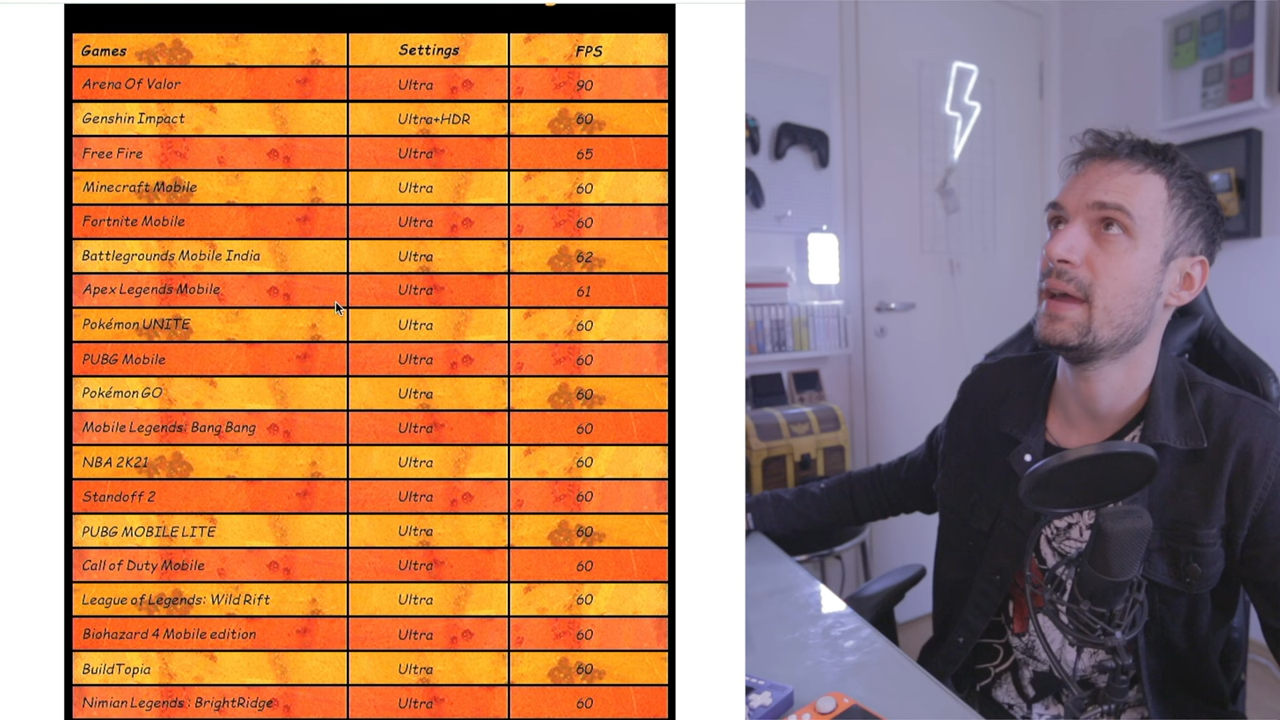 Games Settings FPS
Arena Of Valor Ultra 90
Genshin Impact Ultra+HDR 60
Free Fire Ultra 65
Minecraft Mobile Ultra 60
Fortnite Mobile Ultra 60
Battlegrounds Mobile India Ultra 62
Apex Legends Mobile Ultra 61
Pokémon UNITE Ultra 60
PUBG Mobile Ultra 60
Pokémon GO Ultra 60
Mobile Legends: Bang Bang Ultra 60
NBA 2K21 Ultra 60
Standoff 2 Ultra 60
PUBG MOBILE LITE Ultra 60
Call of Duty Mobile Ultra 60
League of Legends: Wild Rift Ultra 60
Biohazard 4 Mobile edition Ultra 60
BuildTopia Ultra 60
Nimian Legends : BrightRidge Ultra 60